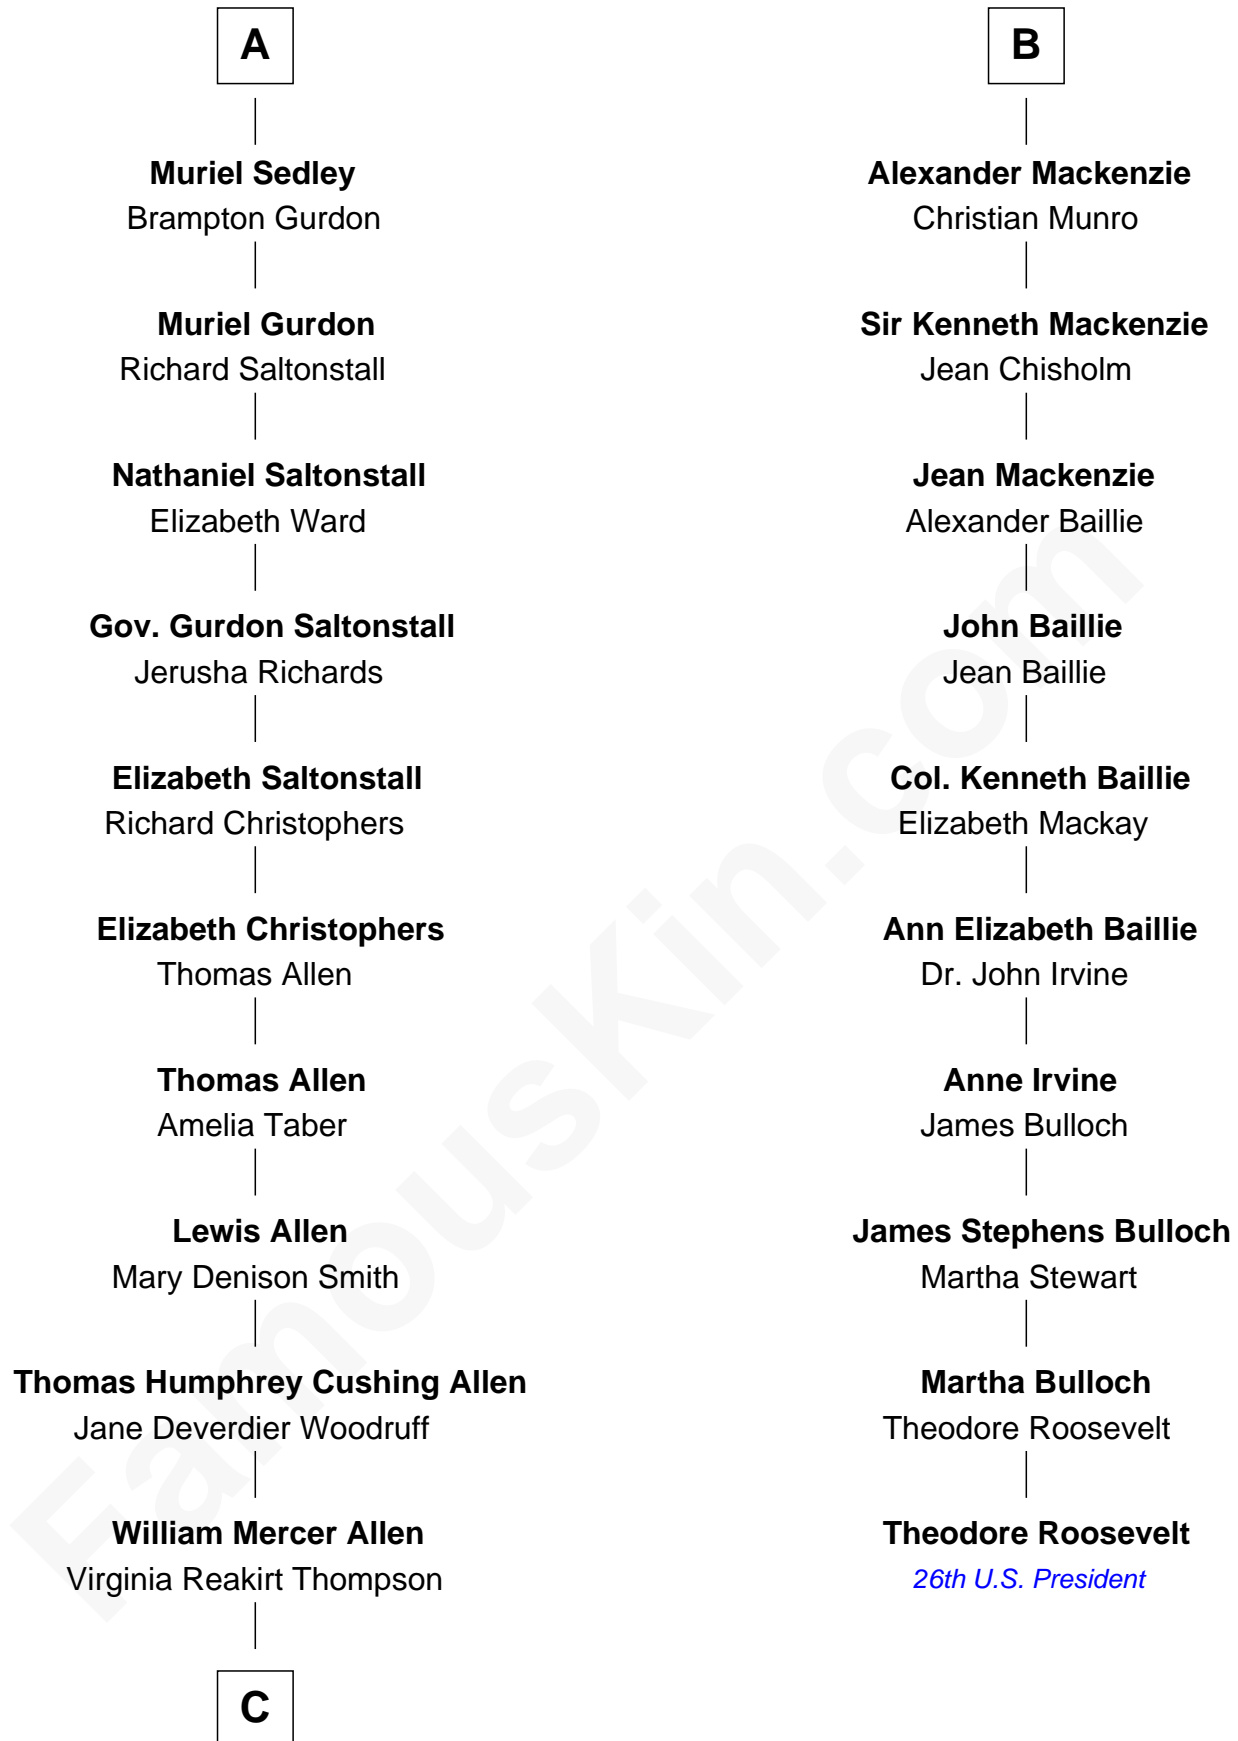 A
Muriel Sedley
Brampton Gurdon
Muriel Gurdon
Richard Saltonstall
Nathaniel Saltonstall
Elizabeth Ward
Gov. Gurdon Saltonstall
Jerusha Richards
Elizabeth Saltonstall
Richard Christophers
Elizabeth Christophers
Thomas Allen
Thomas Allen
Amelia Taber
Lewis Allen
Mary Denison Smith
Thomas Humphrey Cushing Allen
Jane Deverdier Woodruff
William Mercer Allen
Virginia Reakirt Thompson
C
B
Alexander Mackenzie
Christian Munro
Sir Kenneth Mackenzie
Jean Chisholm
Jean Mackenzie
Alexander Baillie
John Baillie
Jean Baillie
Col. Kenneth Baillie
Elizabeth Mackay
Ann Elizabeth Baillie
Dr. John Irvine
Anne Irvine
James Bulloch
James Stephens Bulloch
Martha Stewart
Martha Bulloch
Theodore Roosevelt
Theodore Roosevelt
26th U.S. President
FamousKin.com